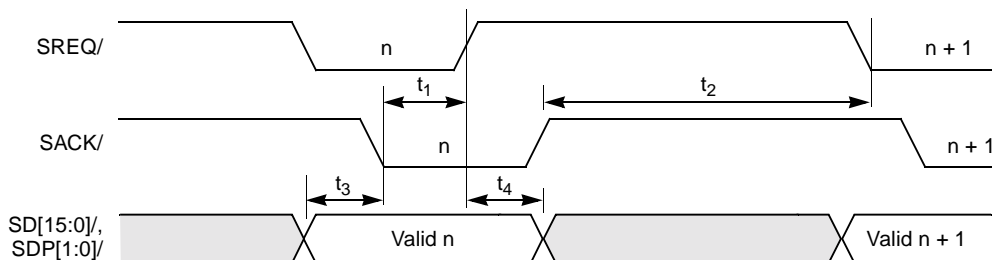 SREQ/
n
n + 1
t1
t2
SACK/
n
n + 1
t3
t4
SD[15:0]/,
SDP[1:0]/
Valid n
Valid n + 1